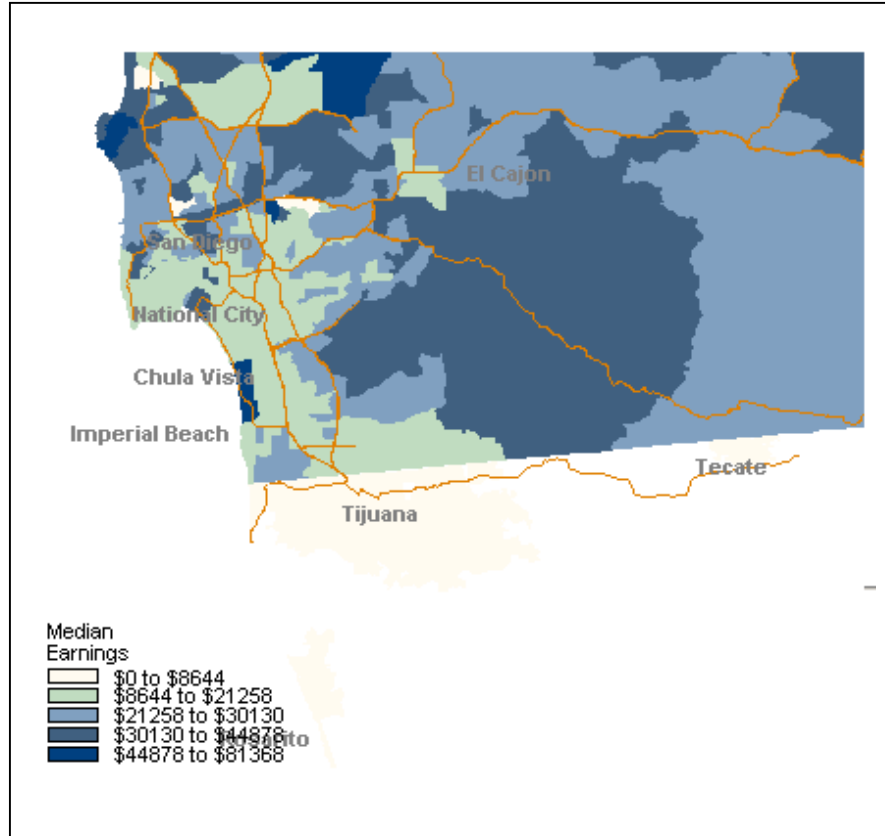 El Cajon
San Diego
National City
Chula Vista
Imperial Beach
Tecate
Tijuana
Median
Earnings
$0 to $8644
$8644 to $21258
$21258 to $30130
$30130 to $44878
Rosarito
$44878 to $81368